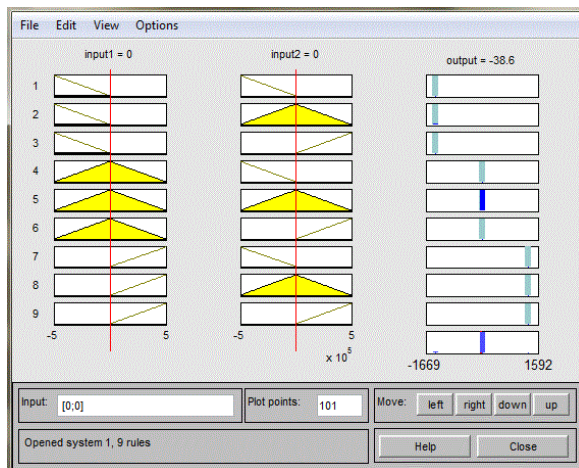 File Edit View Options
input1 = 0 input2 = 0 output = -38.6
1
2
3
4
5
6
7
8
9
-5 5 -5 5
x 10^5
-1669 1592
Input: [0;0] Plot points: 101 Move: left right down up
Opened system 1, 9 rules Help Close